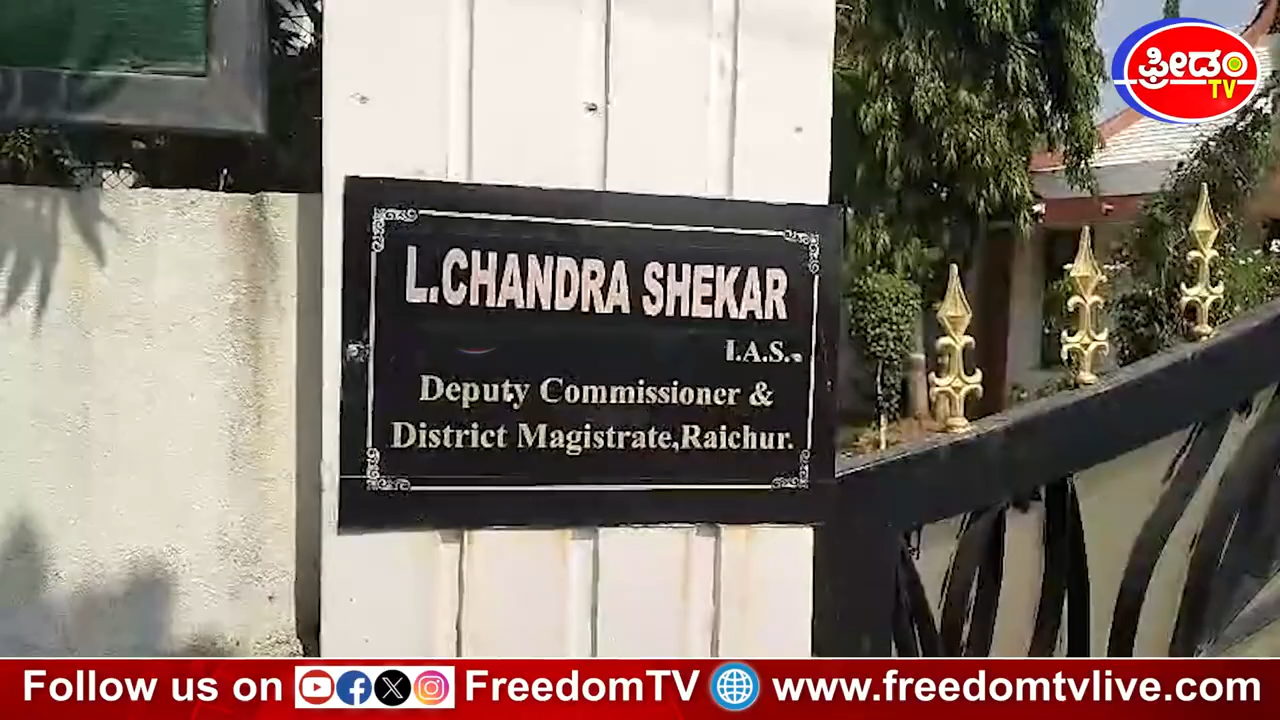 ಫ್ರೀಡಂ
TV
L.CHANDRA SHEKAR
I.A.S.
Deputy Commissioner &
District Magistrate,Raichur.
Follow us on FreedomTV www.freedomtvlive.com